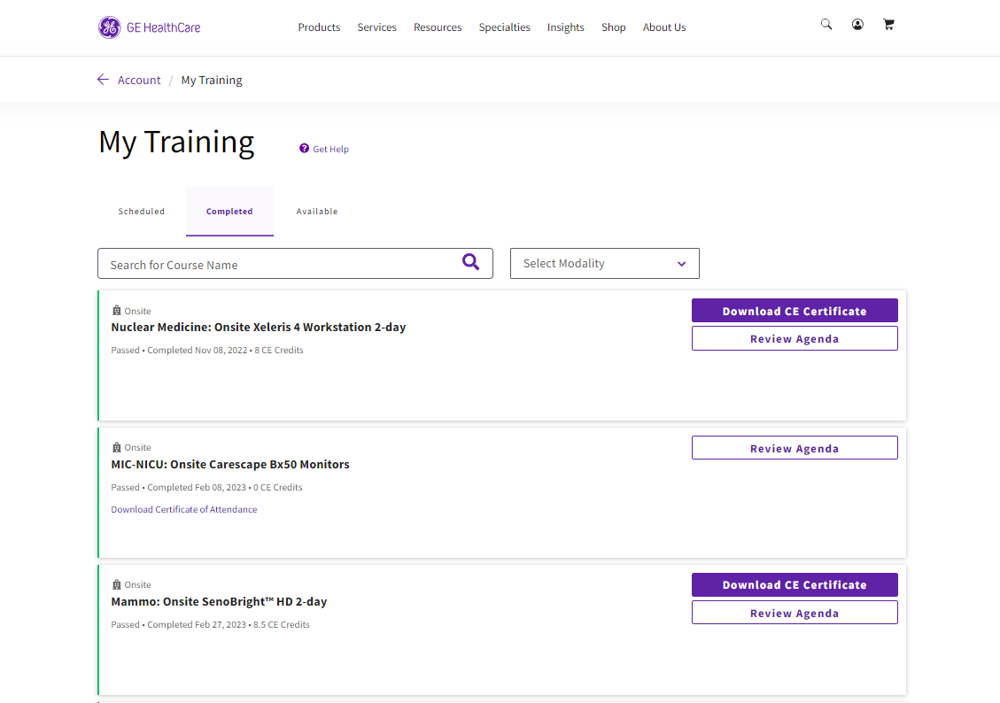 GE HealthCare
Products Services Resources Specialties Insights Shop About Us
Account / My Training
My Training
Get Help
Scheduled Completed Available
Search for Course Name
Select Modality
Onsite
Nuclear Medicine: Onsite Xeleris 4 Workstation 2-day
Passed • Completed Nov 08, 2022 • 8 CE Credits
Download CE Certificate
Review Agenda
Onsite
MIC-NICU: Onsite Carescape Bx50 Monitors
Passed • Completed Feb 08, 2023 • 0 CE Credits
Download Certificate of Attendance
Review Agenda
Onsite
Mammo: Onsite SenoBright™ HD 2-day
Passed • Completed Feb 27, 2023 • 8.5 CE Credits
Download CE Certificate
Review Agenda